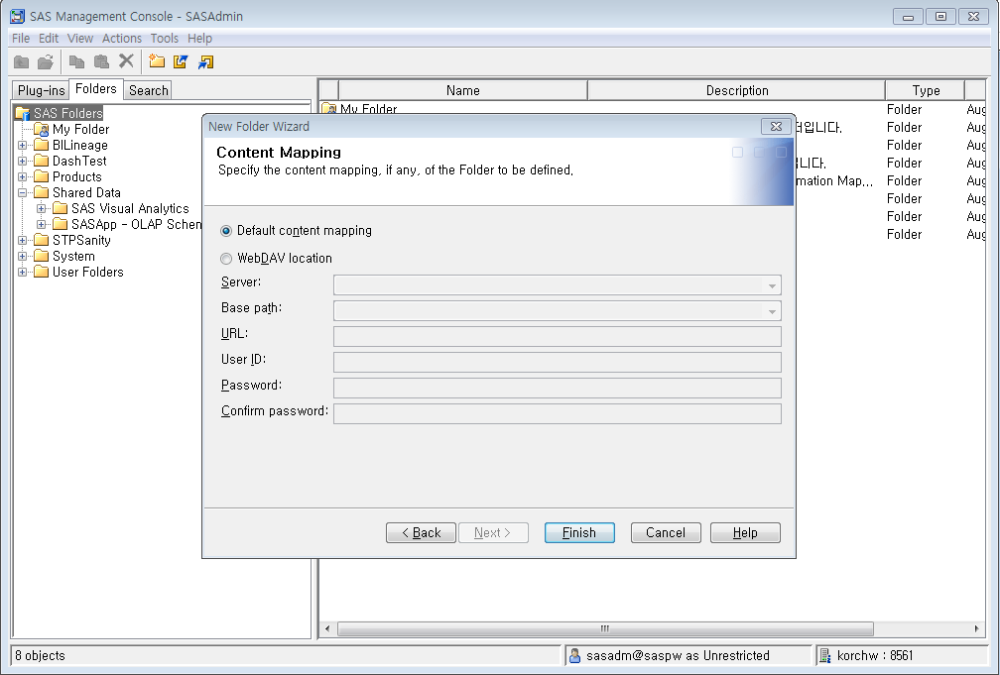 SAS Management Console - SASAdmin
File Edit View Actions Tools Help
Plug-ins Folders Search
Name Description Type
SAS Folders
My Folder
BILineage
DashTest
Products
Shared Data
SAS Visual Analytics
SASApp - OLAP Schen
STPSanity
System
User Folders
My Folder Folder Aug
입니다. Folder Aug
Folder Aug
니다. Folder Aug
mation Map,... Folder Aug
Folder Aug
Folder Aug
Folder Aug
New Folder Wizard
Content Mapping
Specify the content mapping, if any, of the Folder to be defined.
Default content mapping
WebDAV location
Server:
Base path:
URL:
User ID:
Password:
Confirm password:
< Back Next > Finish Cancel Help
8 objects sasadm@saspw as Unrestricted korchw : 8561